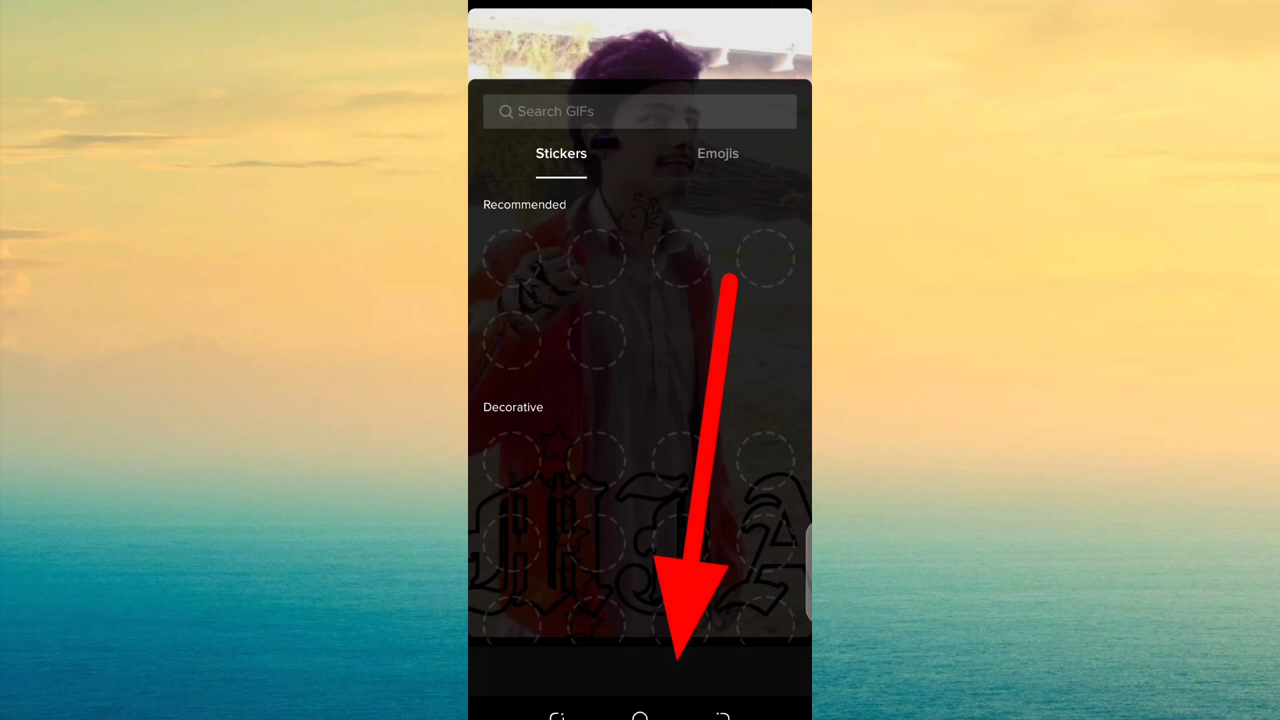 Search GIFs
Stickers
Emojis
Recommended
Decorative